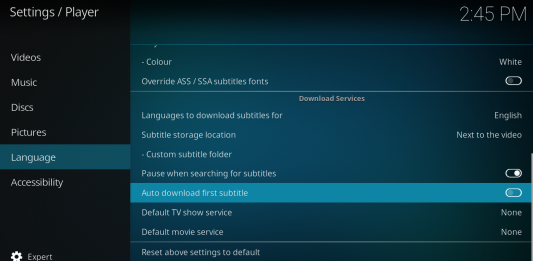 Settings / Player
2:45 PM
Videos
Music
Discs
Pictures
Language
Accessibility
Expert
- Colour White
Override ASS / SSA subtitles fonts
Download Services
Languages to download subtitles for English
Subtitle storage location Next to the video
- Custom subtitle folder
Pause when searching for subtitles
Auto download first subtitle
Default TV show service None
Default movie service None
Reset above settings to default